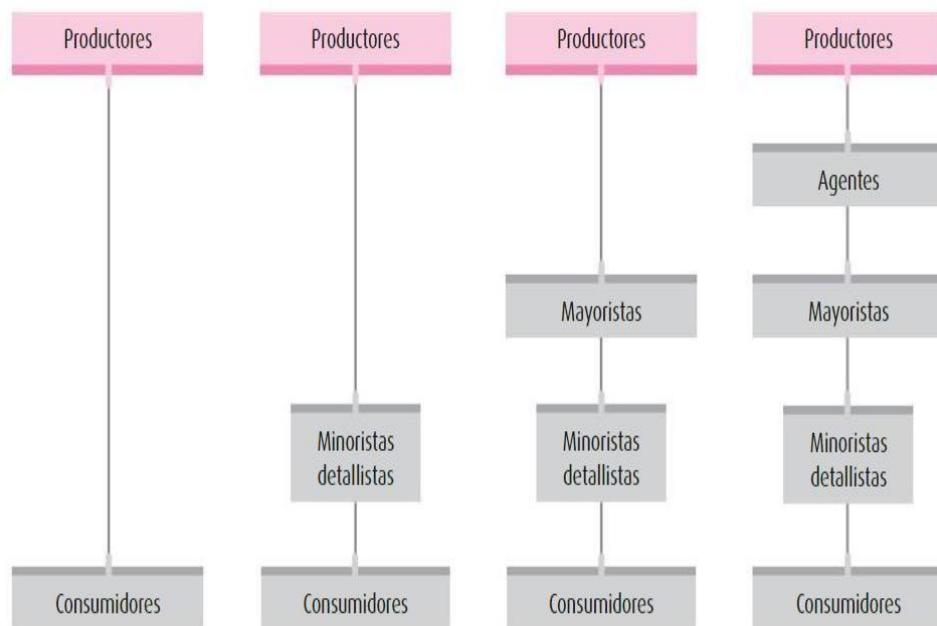 Productores
Productores
Productores
Productores
Agentes
Mayoristas
Mayoristas
Minoristas
detallistas
Minoristas
detallistas
Minoristas
detallistas
Consumidores
Consumidores
Consumidores
Consumidores